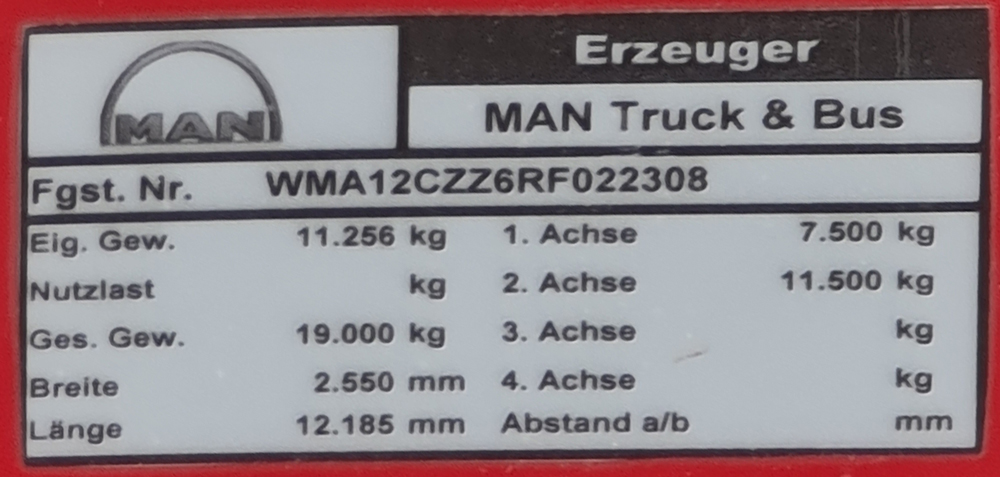 MAN
Erzeuger
MAN Truck & Bus
Fgst. Nr. WMA12CZZ6RF022308
Eig. Gew. 11.256 kg 1. Achse 7.500 kg
Nutzlast kg 2. Achse 11.500 kg
Ges. Gew. 19.000 kg 3. Achse kg
Breite 2.550 mm 4. Achse kg
Länge 12.185 mm Abstand a/b mm